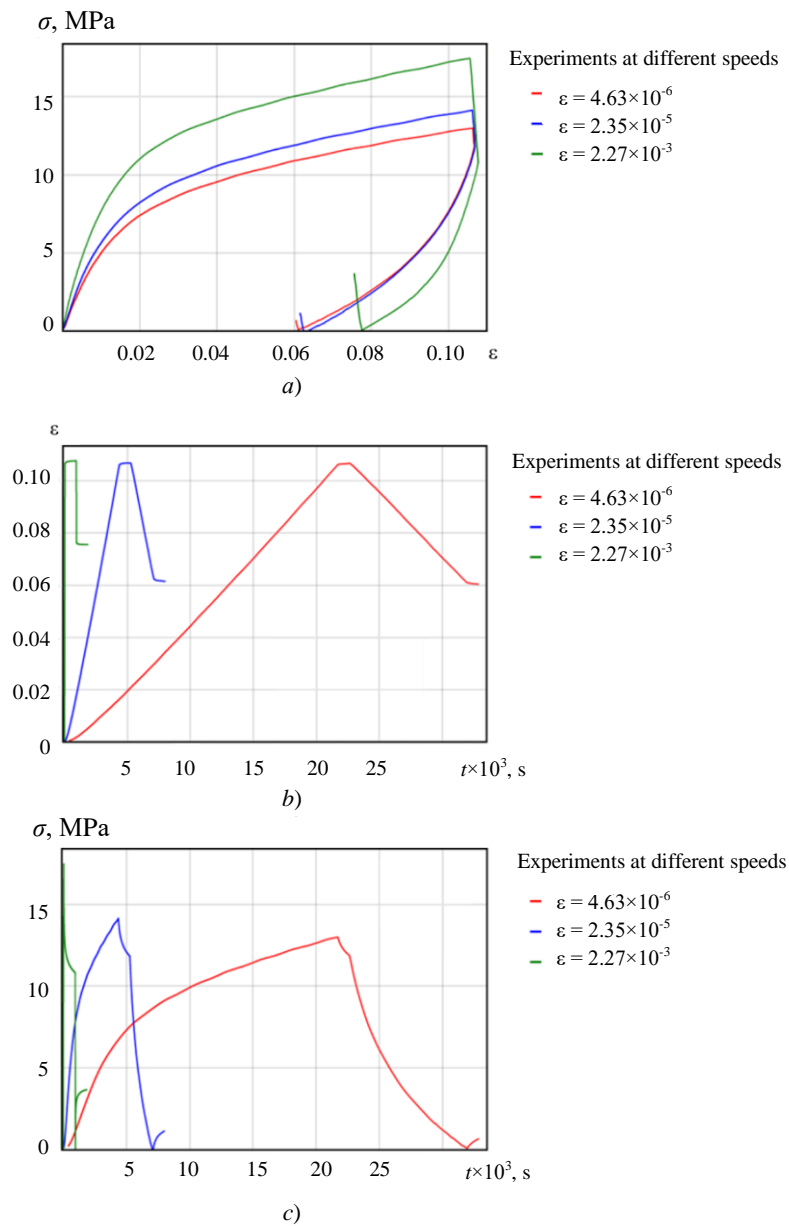 σ, MPa
Experiments at different speeds
ε = 4.63×10⁻⁶
ε = 2.35×10⁻⁵
ε = 2.27×10⁻³
15
10
5
0
0.02 0.04 0.06 0.08 0.10 ε
a)
ε
Experiments at different speeds
ε = 4.63×10⁻⁶
ε = 2.35×10⁻⁵
ε = 2.27×10⁻³
0.10
0.08
0.06
0.04
0.02
0
5 10 15 20 25 t×10³, s
b)
σ, MPa
Experiments at different speeds
ε = 4.63×10⁻⁶
ε = 2.35×10⁻⁵
ε = 2.27×10⁻³
15
10
5
0
5 10 15 20 25 t×10³, s
c)